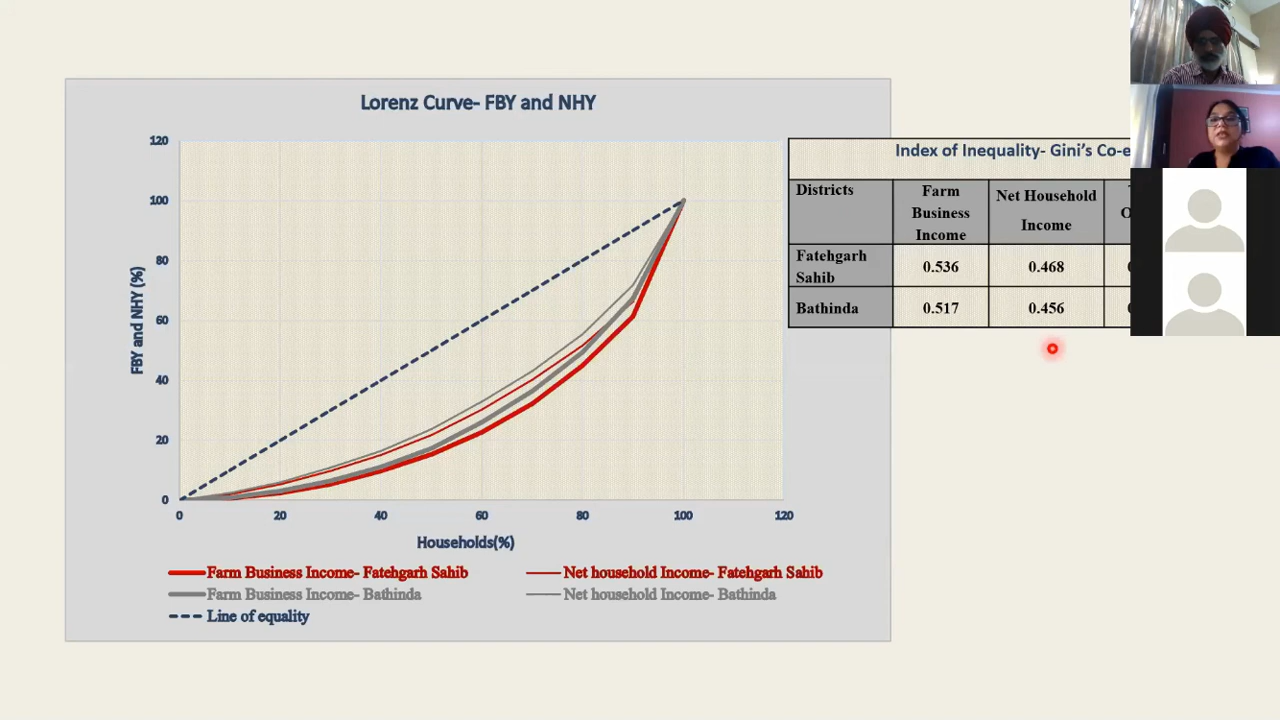 Lorenz Curve- FBY and NHY
120
100
80
60
40
20
0
FBY and NHY (%)
0 20 40 60 80 100 120
Households(%)
Farm Business Income- Fatehgarh Sahib
Net household Income- Fatehgarh Sahib
Farm Business Income- Bathinda
Net household Income- Bathinda
Line of equality
Index of Inequality- Gini's Co-e
Districts
Farm
Business
Income
Net Household
Income
Fatehgarh
Sahib
0.536
0.468
Bathinda
0.517
0.456